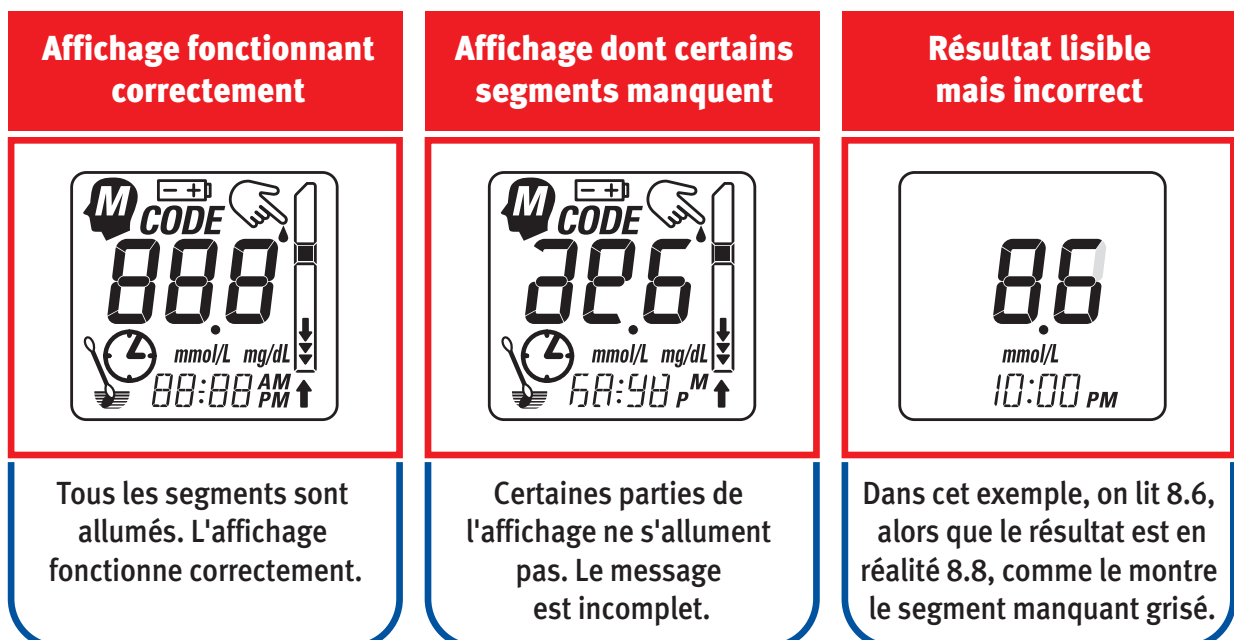 Affichage fonctionnant
correctement
M
CODE
888
.
mmol/L mg/dL
88:88 AM
PM
Tous les segments sont
allumés. L'affichage
fonctionne correctement.
Affichage dont certains
segments manquent
M
CODE
mmol/L mg/dL
P M
Certaines parties de
l'affichage ne s'allument
pas. Le message
est incomplet.
Résultat lisible
mais incorrect
8.6
mmol/L
10:00 PM
Dans cet exemple, on lit 8.6,
alors que le résultat est en
réalité 8.8, comme le montre
le segment manquant grisé.